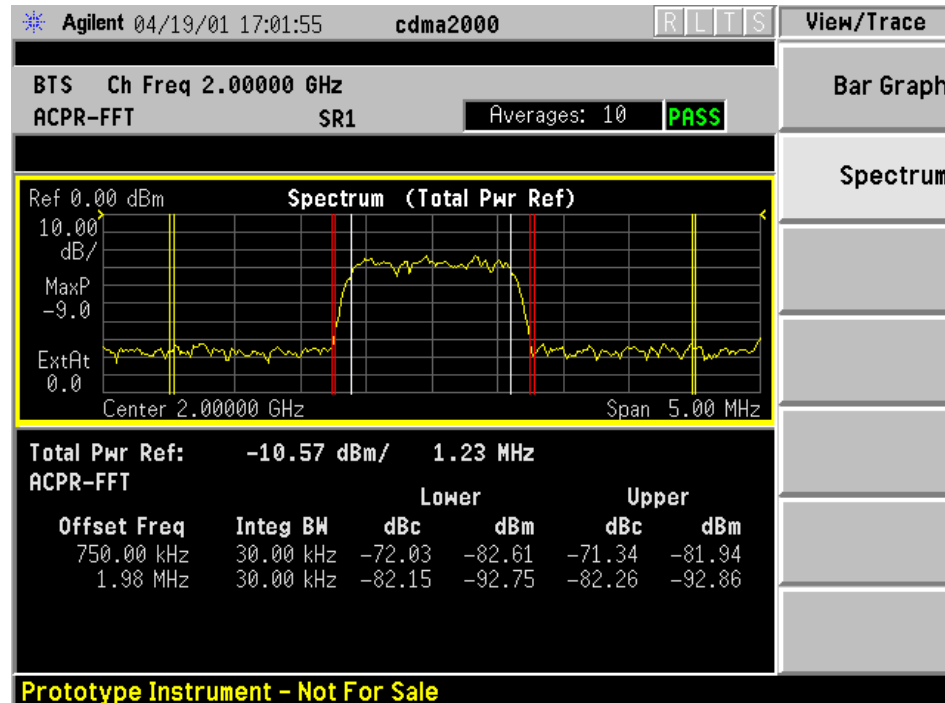 Agilent 04/19/01 17:01:55 cdma2000 R L T S View/Trace
BTS Ch Freq 2.00000 GHz
ACPR-FFT SR1 Averages: 10 PASS
Bar Graph
Spectrum
Ref 0.00 dBm Spectrum (Total Pwr Ref)
10.00
dB/
MaxP
-9.0
ExtAt
0.0
Center 2.00000 GHz Span 5.00 MHz
Total Pwr Ref: -10.57 dBm/ 1.23 MHz
ACPR-FFT
Lower Upper
Offset Freq Integ BW dBc dBm dBc dBm
750.00 kHz 30.00 kHz -72.03 -82.61 -71.34 -81.94
1.98 MHz 30.00 kHz -82.15 -92.75 -82.26 -92.86
Prototype Instrument - Not For Sale